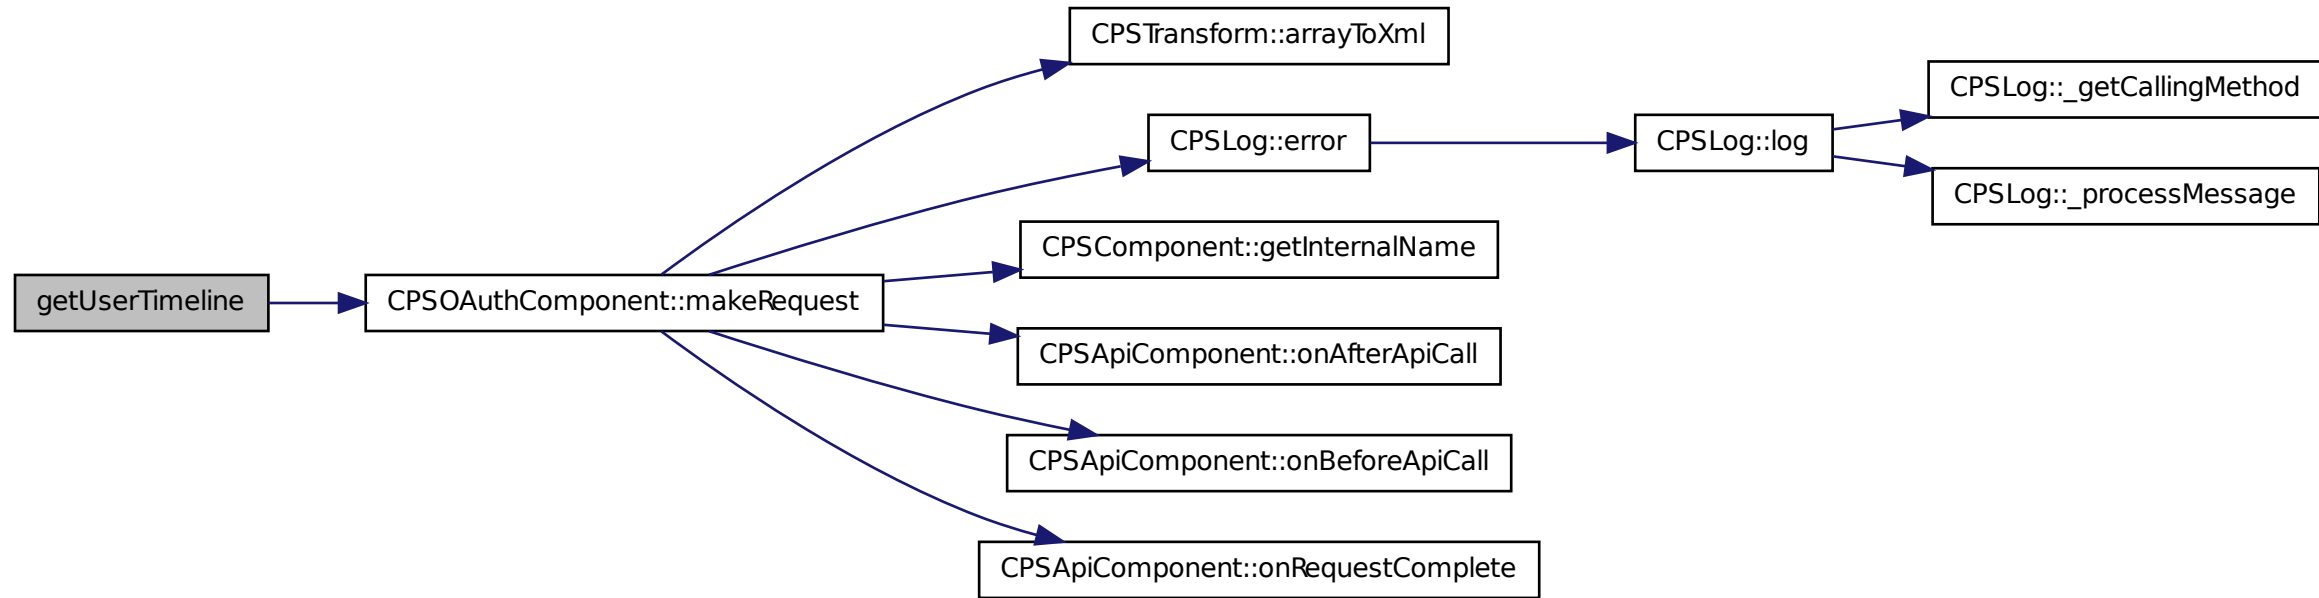 CPSTransform::arrayToXml
CPSLog::_getCallingMethod
CPSLog::error
CPSLog::log
CPSLog::_processMessage
CPSComponent::getInternalName
getUserTimeline
CPSOAuthComponent::makeRequest
CPSApiComponent::onAfterApiCall
CPSApiComponent::onBeforeApiCall
CPSApiComponent::onRequestComplete